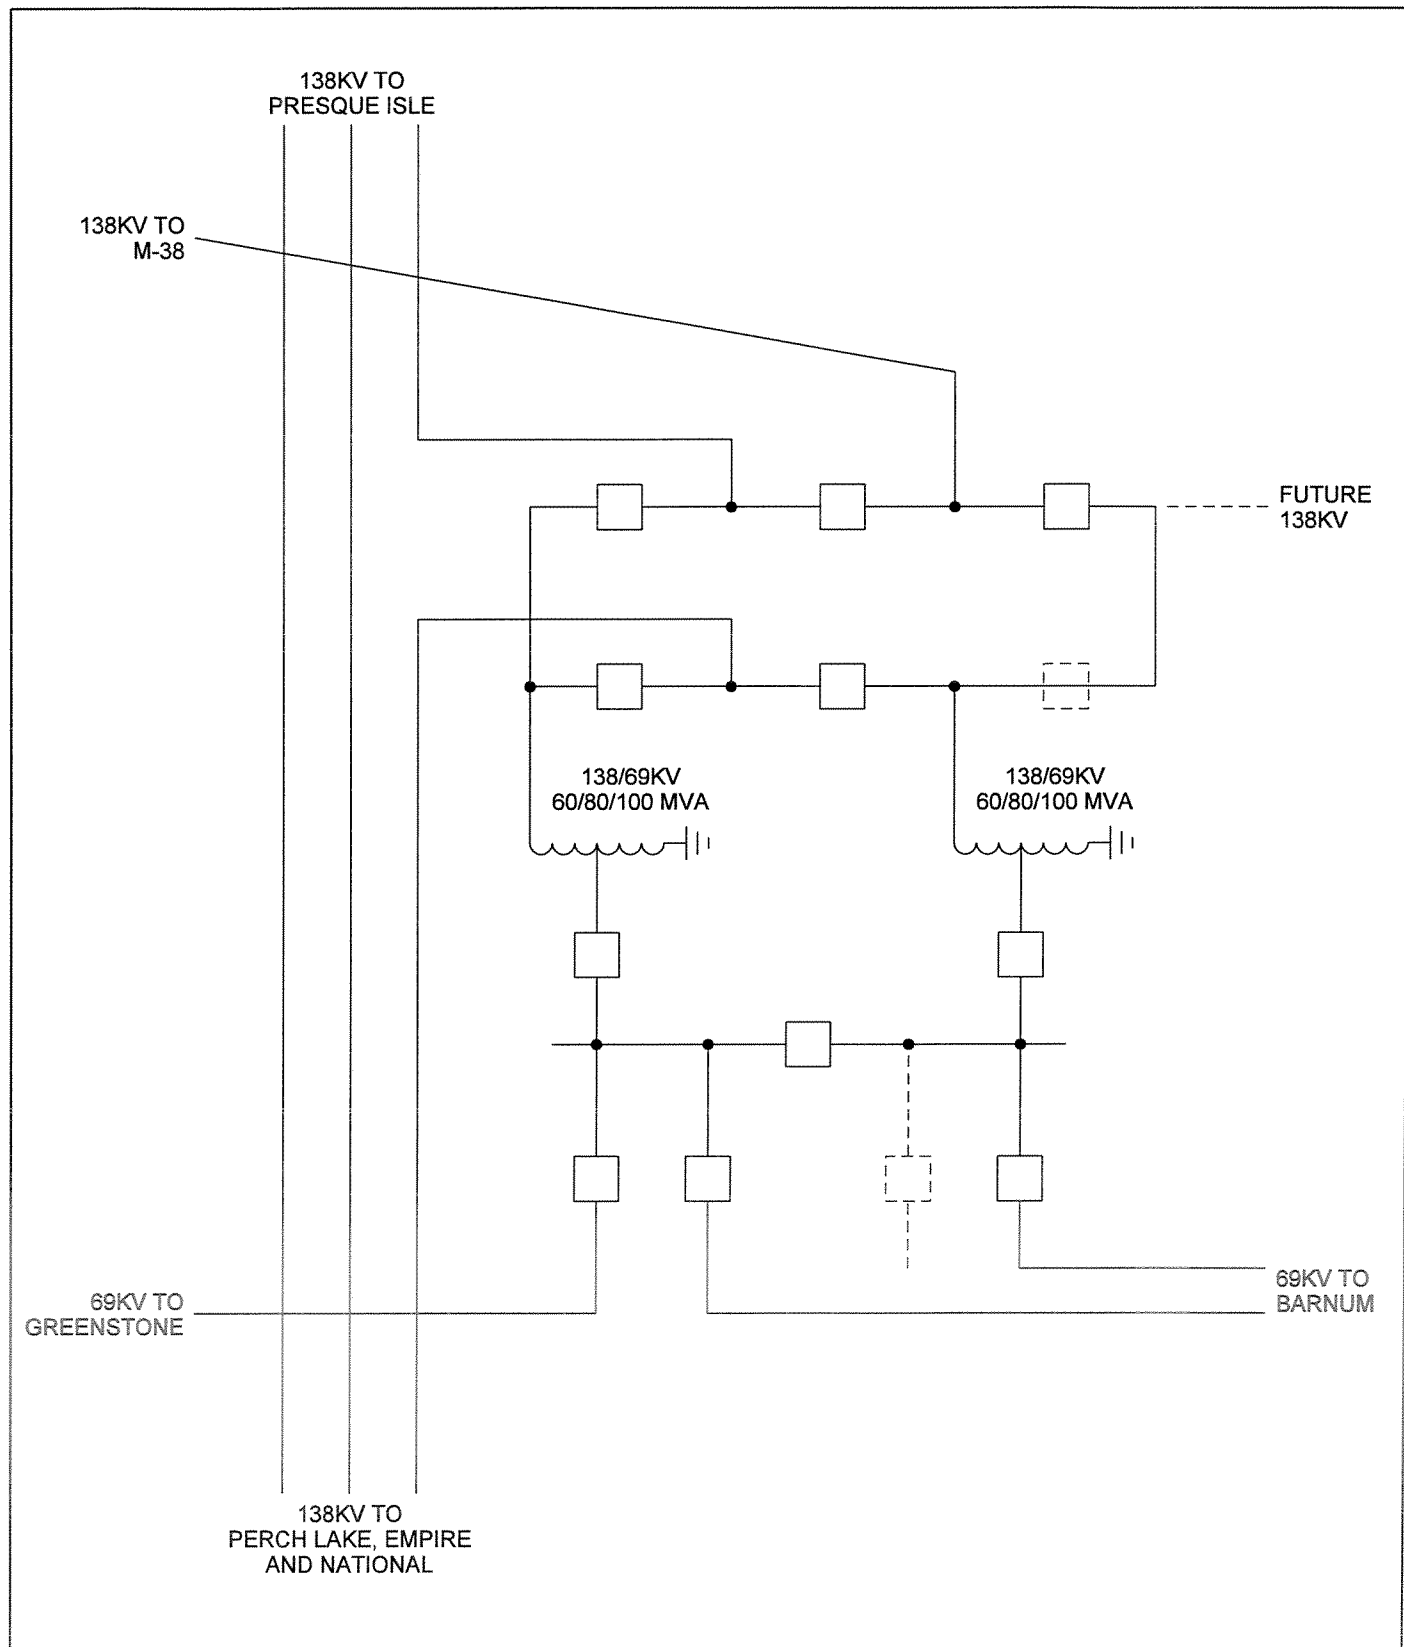 138KV TO
PRESQUE ISLE
138KV TO
M-38
FUTURE
138KV
138/69KV
60/80/100 MVA
138/69KV
60/80/100 MVA
69KV TO
GREENSTONE
69KV TO
BARNUM
138KV TO
PERCH LAKE, EMPIRE
AND NATIONAL